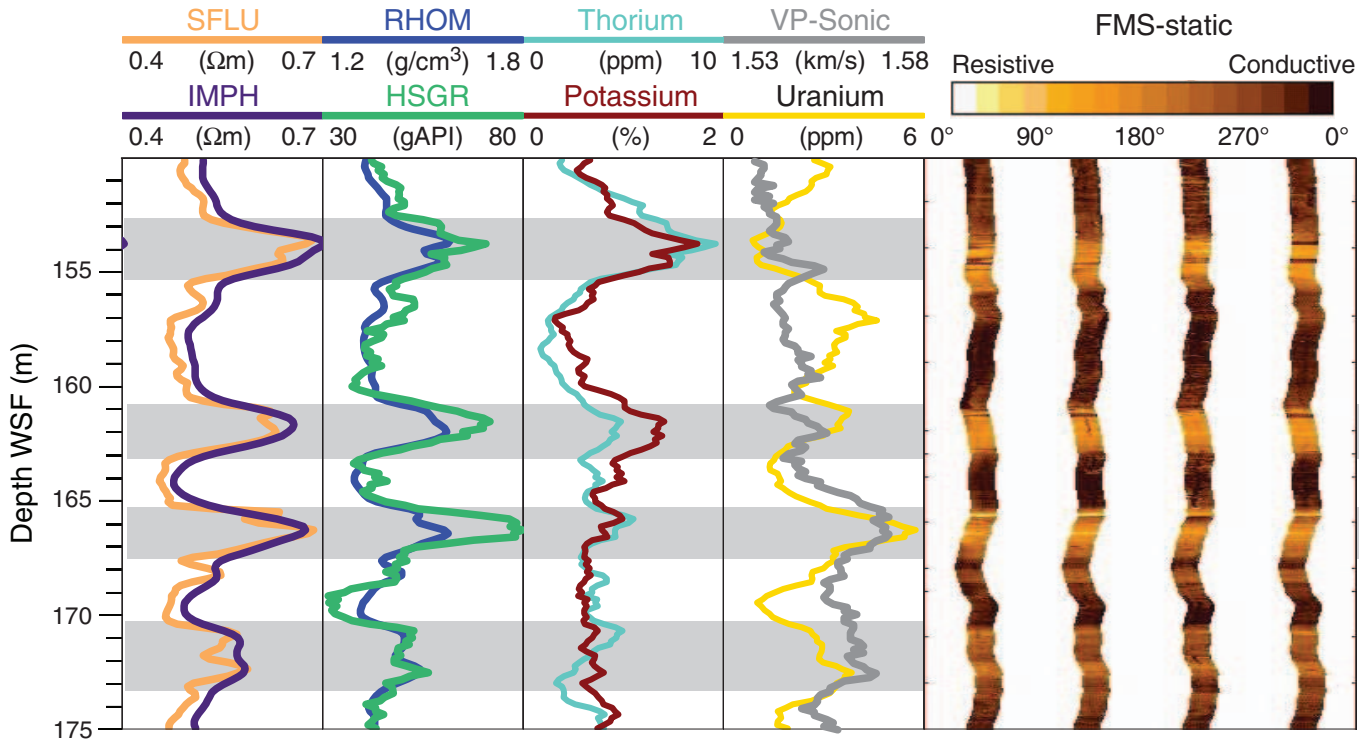 SFLU RHOM Thorium VP-Sonic FMS-static
0.4 (Ωm) 0.7 1.2 (g/cm³) 1.8 0 (ppm) 10 1.53 (km/s) 1.58 Resistive Conductive
IMPH HSGR Potassium Uranium
0.4 (Ωm) 0.7 30 (gAPI) 80 0 (%) 2 0 (ppm) 6 0° 90° 180° 270° 0°
Depth WSF (m)
155
160
165
170
175